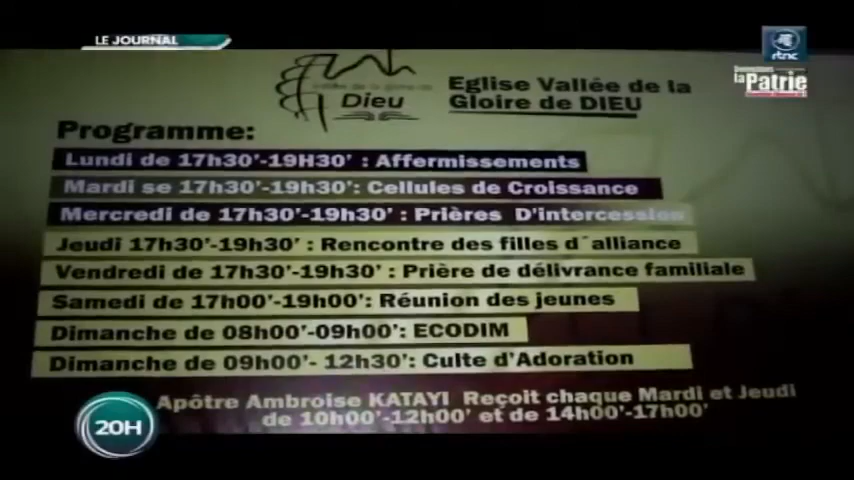 LE JOURNAL
rtnc
la Patrie
Dieu
Eglise Vallée de la
Gloire de DIEU
Programme:
Lundi de 17h30'-19H30' : Affermissements
Mardi se 17h30'-19h30': Cellules de Croissance
Mercredi de 17h30'-19h30' : Prières D'intercession
Jeudi 17h30'-19h30' : Rencontre des filles d´alliance
Vendredi de 17h30'-19h30' : Prière de délivrance familiale
Samedi de 17h00'-19h00': Réunion des jeunes
Dimanche de 08h00'-09h00': ECODIM
Dimanche de 09h00'- 12h30': Culte d'Adoration
Apôtre Ambroise KATAYI Reçoit chaque Mardi et Jeudi
de 10h00'-12h00' et de 14h00'-17h00'
20H